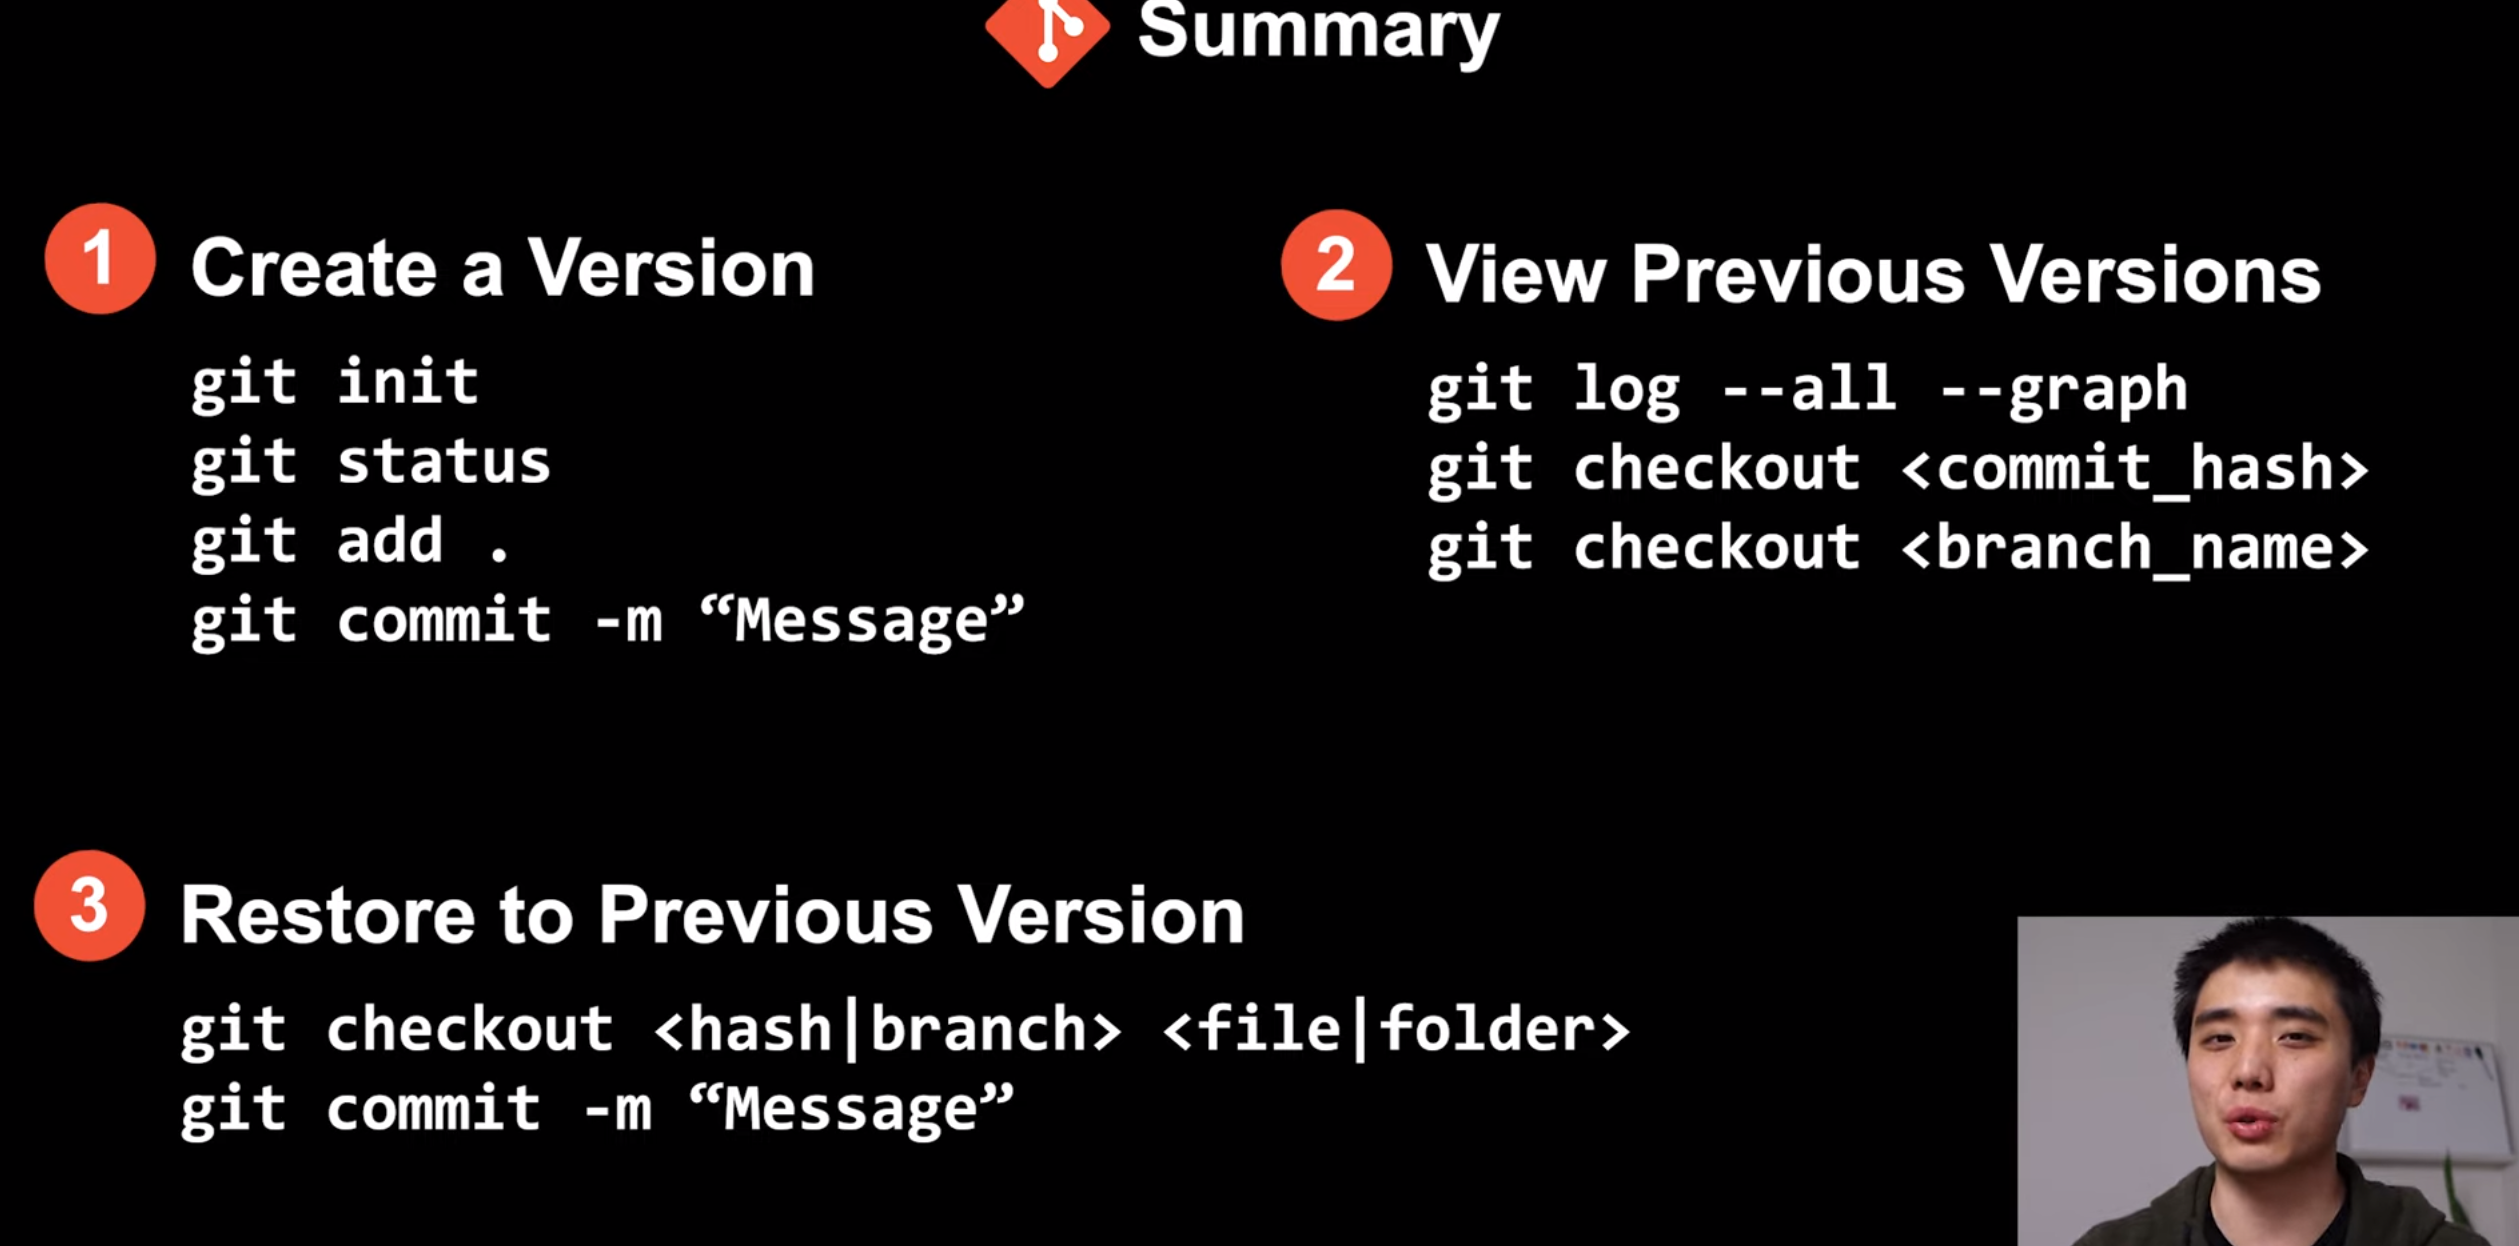 Summary
1 Create a Version
git init
git status
git add .
git commit -m “Message”
2 View Previous Versions
git log --all --graph
git checkout <commit_hash>
git checkout <branch_name>
3 Restore to Previous Version
git checkout <hash|branch> <file|folder>
git commit -m “Message”